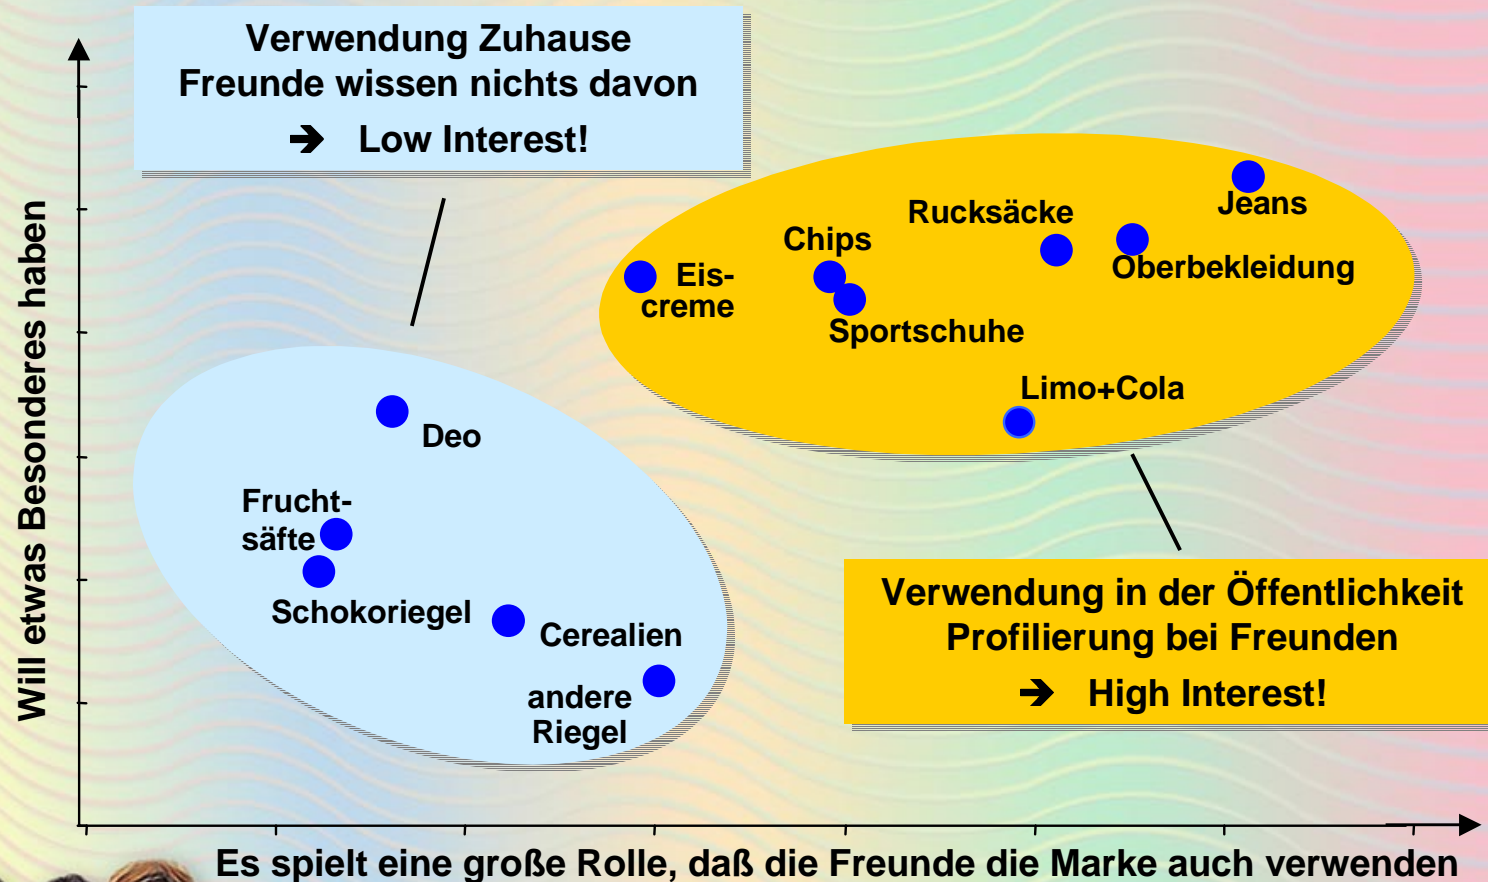 Verwendung Zuhause
Freunde wissen nichts davon
➔ Low Interest!
Will etwas Besonderes haben
Jeans
Rucksäcke
Chips
Oberbekleidung
Eis-
creme
Sportschuhe
Limo+Cola
Deo
Frucht-
säfte
Schokoriegel
Cerealien
andere
Riegel
Verwendung in der Öffentlichkeit
Profilierung bei Freunden
➔ High Interest!
Es spielt eine große Rolle, daß die Freunde die Marke auch verwenden